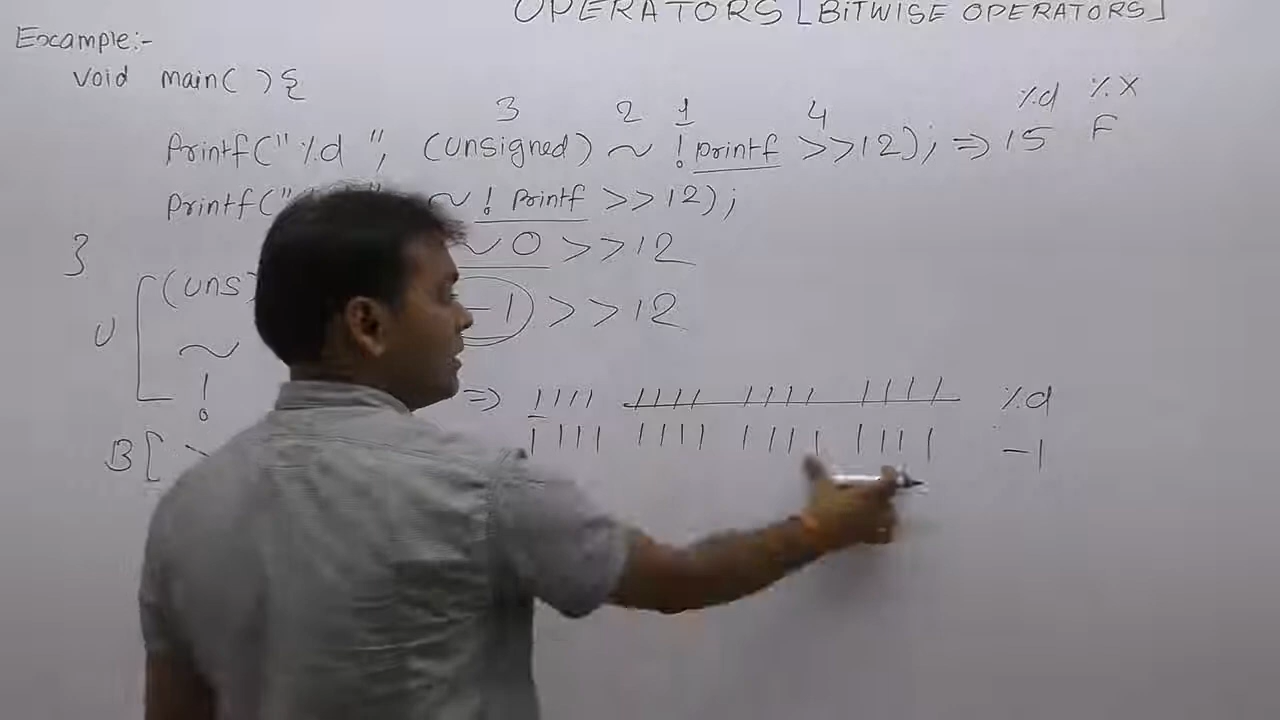 OPERATORS [BITWISE OPERATORS]
Example:-
void main( ){
3 2 1 4 %d %X
Printf("%d ", (unsigned) ~ !printf >>12); => 15 F
Printf(" ~ ! Printf >>12);
} ~ 0 >>12
U [ (uns) -1) >>12
~
! => 1111 1111 1111 1111 %d
B [ 1111 1111 1111 1111 -1